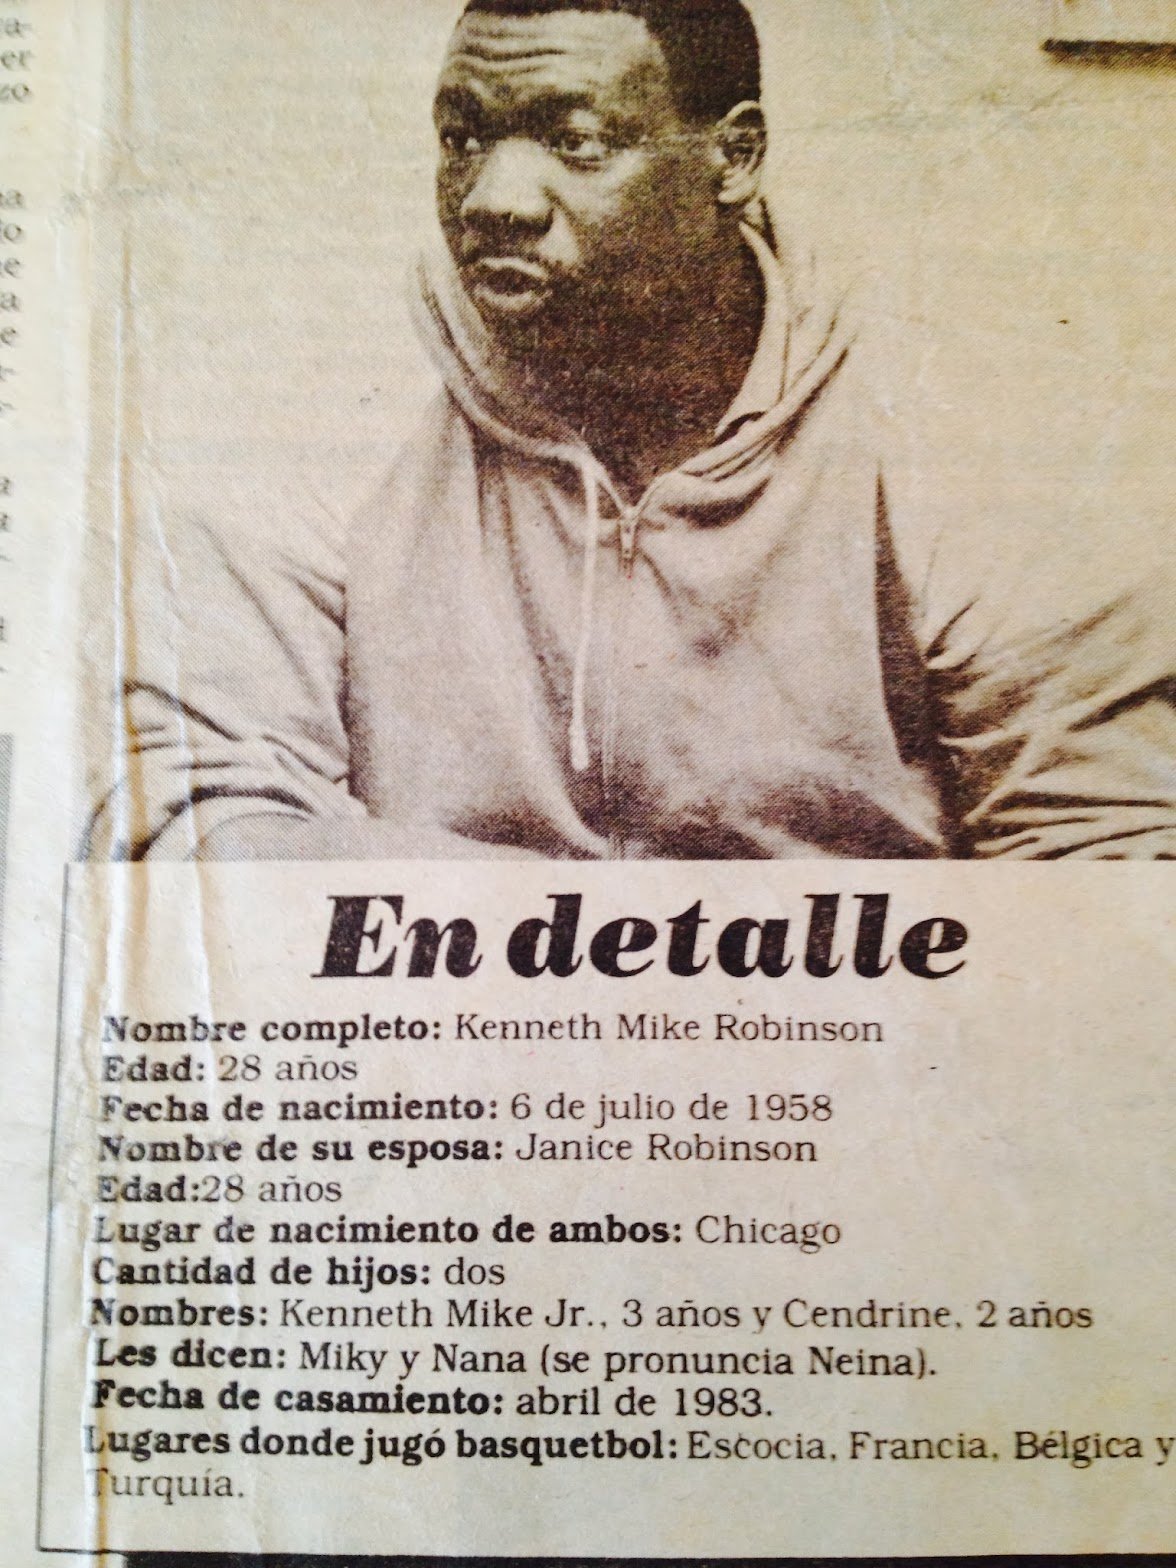 er
zo
En detalle
Nombre completo: Kenneth Mike Robinson
Edad: 28 años
Fecha de nacimiento: 6 de julio de 1958
Nombre de su esposa: Janice Robinson
Edad:28 años
Lugar de nacimiento de ambos: Chicago
Cantidad de hijos: dos
Nombres: Kenneth Mike Jr., 3 años y Cendrine, 2 años
Les dicen: Miky y Nana (se pronuncia Neina).
Fecha de casamiento: abril de 1983.
Lugares donde jugó basquetbol: Escocia, Francia, Bélgica y
Turquía.